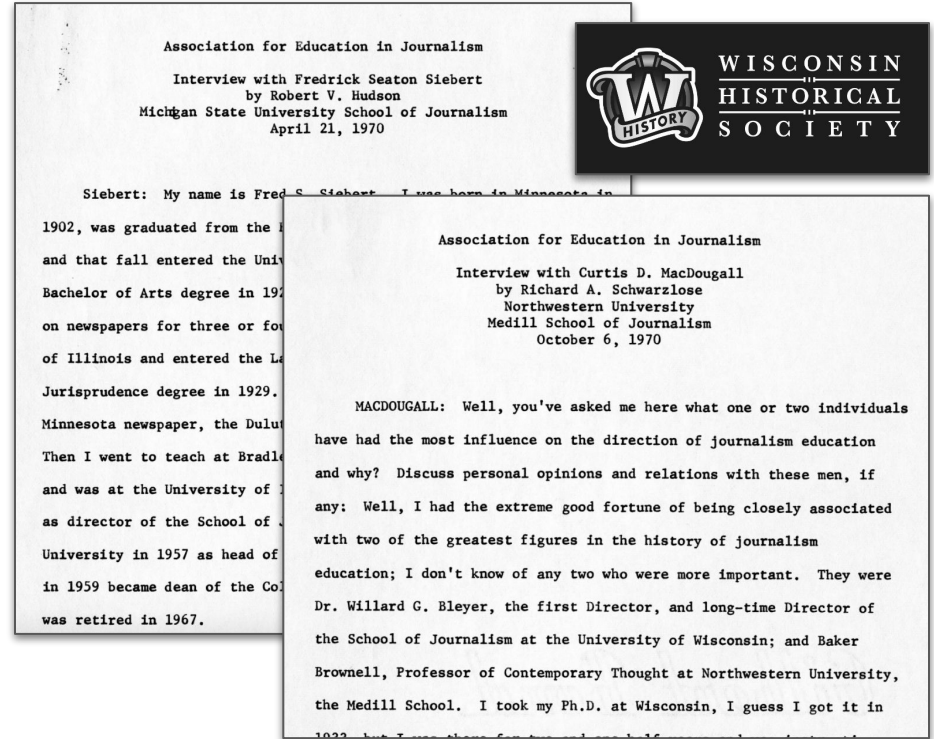 Association for Education in Journalism
Interview with Fredrick Seaton Siebert
by Robert V. Hudson
Michigan State University School of Journalism
April 21, 1970
Siebert: My name is Fred S. Siebert. I was born in Minnesota in
1902, was graduated from the
and that fall entered the
Bachelor of Arts degree in
on newspapers for three or
of Illinois and entered the
Jurisprudence degree in 1929.
Minnesota newspaper, the
Then I went to teach at
and was at the University of
as director of the School of
University in 1957 as head of
in 1959 became dean of the
was retired in 1967.
W
HISTORY
WISCONSIN
HISTORICAL
SOCIETY
Association for Education in Journalism
Interview with Curtis D. MacDougall
by Richard A. Schwarzlose
Northwestern University
Medill School of Journalism
October 6, 1970
MACDOUGALL: Well, you've asked me here what one or two individuals
have had the most influence on the direction of journalism education
and why? Discuss personal opinions and relations with these men, if
any: Well, I had the extreme good fortune of being closely associated
with two of the greatest figures in the history of journalism
education; I don't know of any two who were more important. They were
Dr. Willard G. Bleyer, the first Director, and long-time Director of
the School of Journalism at the University of Wisconsin; and Baker
Brownell, Professor of Contemporary Thought at Northwestern University,
the Medill School. I took my Ph.D. at Wisconsin, I guess I got it in